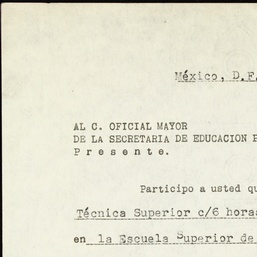 México, D.F.
AL C. OFICIAL MAYOR
DE LA SECRETARIA DE EDUCACION P
P r e s e n t e.
Participo a usted qu
Técnica Superior c/6 horas
en la Escuela Superior de